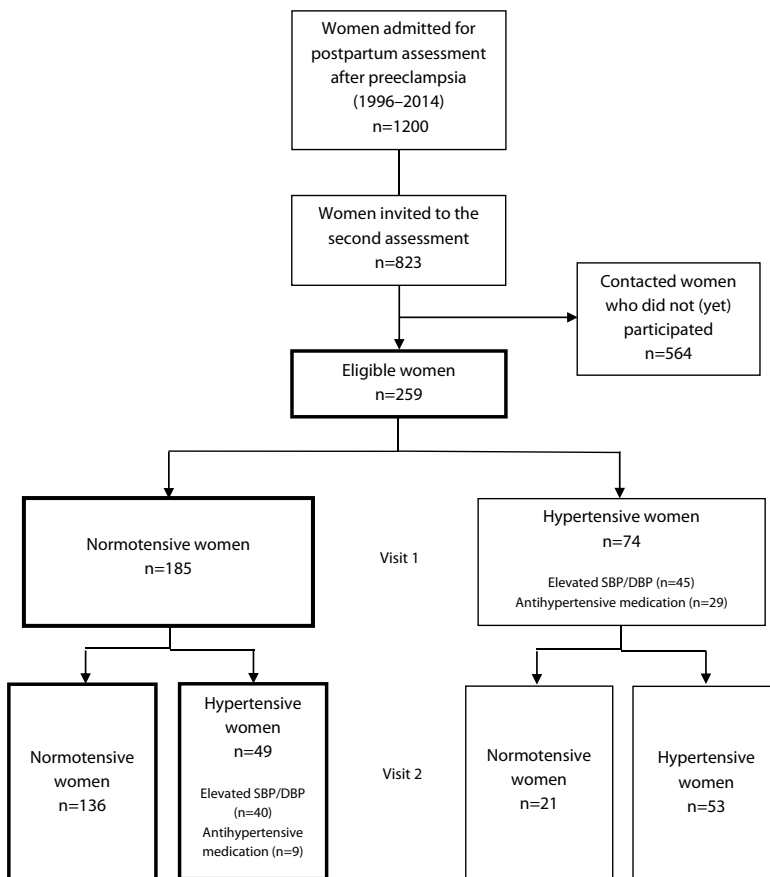 Women admitted for
postpartum assessment
after preeclampsia
(1996–2014)
n=1200
Women invited to the
second assessment
n=823
Contacted women
who did not (yet)
participated
n=564
Eligible women
n=259
Normotensive women
n=185
Visit 1
Hypertensive women
n=74
Elevated SBP/DBP (n=45)
Antihypertensive medication (n=29)
Normotensive
women
n=136
Hypertensive
women
n=49
Elevated SBP/DBP
(n=40)
Antihypertensive
medication (n=9)
Visit 2
Normotensive
women
n=21
Hypertensive
women
n=53